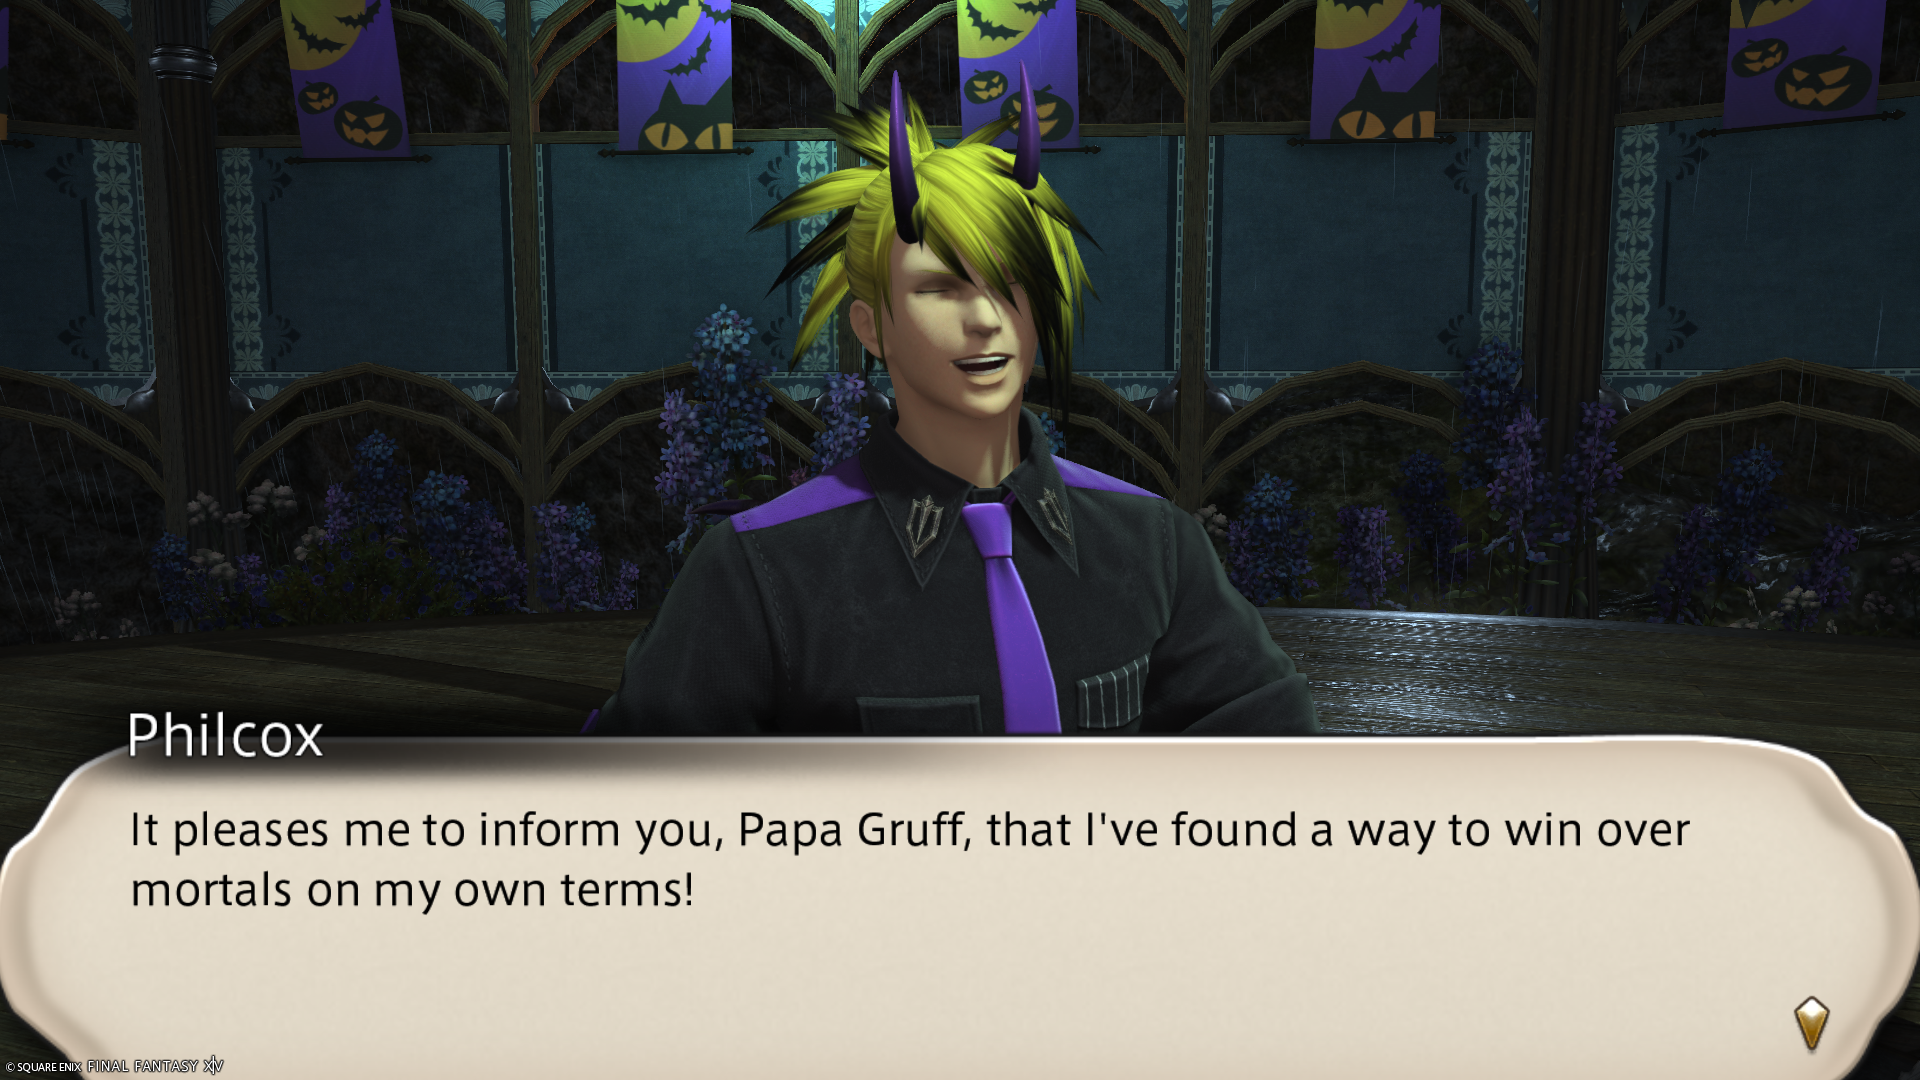 Philcox
It pleases me to inform you, Papa Gruff, that I've found a way to win over
mortals on my own terms!
© SQUARE ENIX FINAL FANTASY XIV